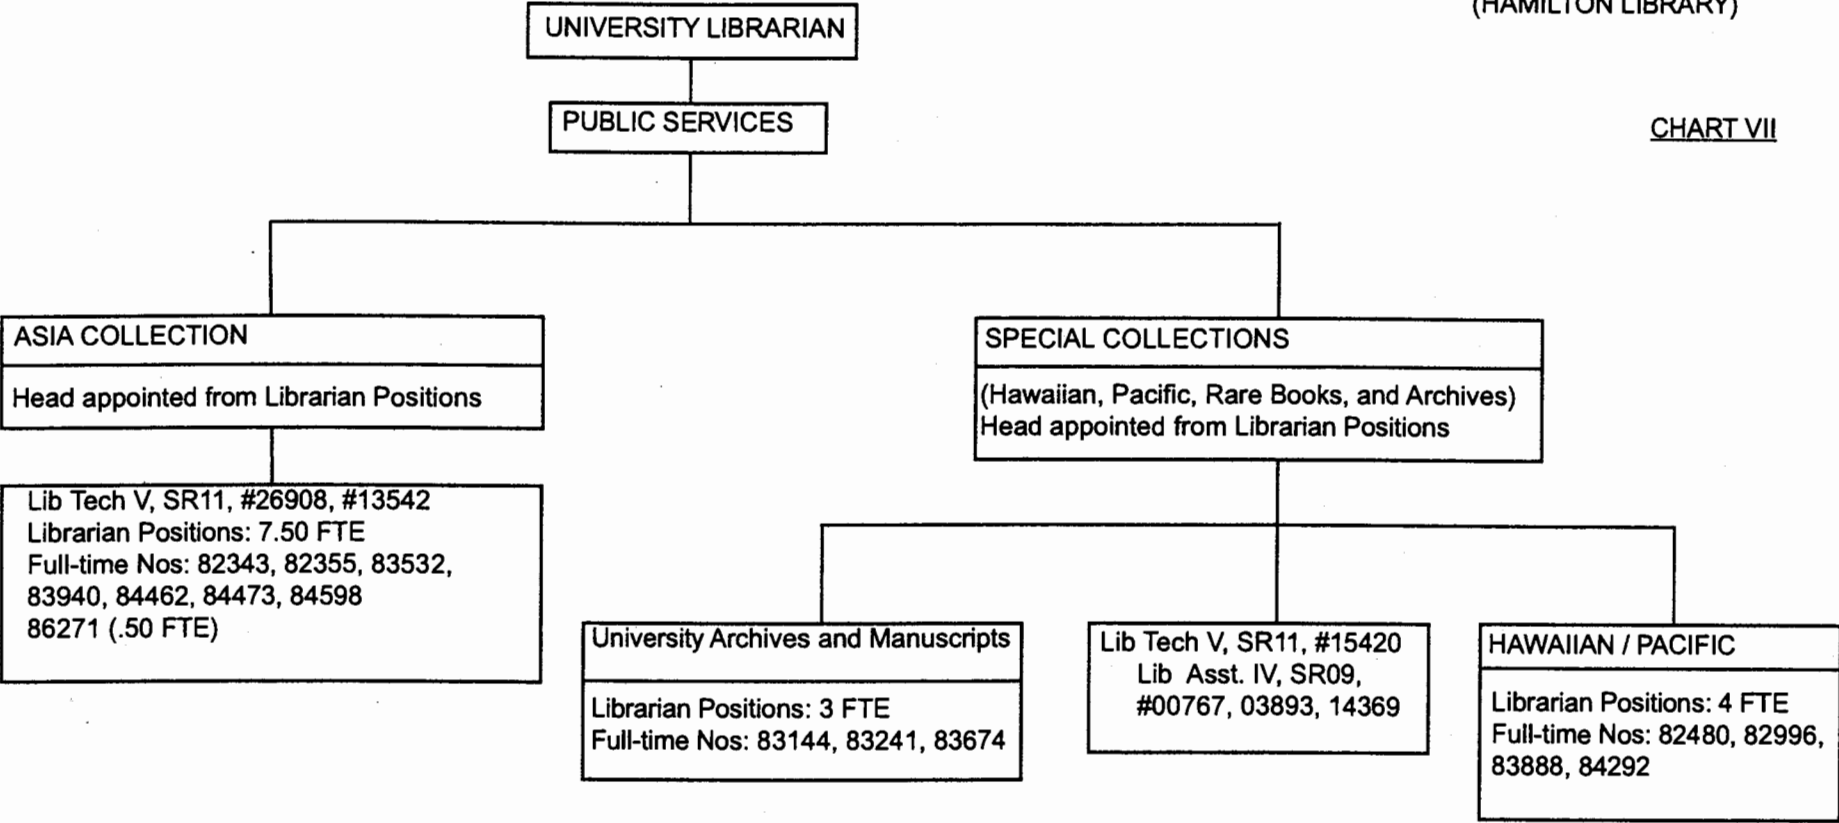 (HAMILTON LIBRARY)
UNIVERSITY LIBRARIAN
PUBLIC SERVICES
CHART VII
ASIA COLLECTION
Head appointed from Librarian Positions
Lib Tech V, SR11, #26908, #13542
Librarian Positions: 7.50 FTE
Full-time Nos: 82343, 82355, 83532,
83940, 84462, 84473, 84598
86271 (.50 FTE)
SPECIAL COLLECTIONS
(Hawaiian, Pacific, Rare Books, and Archives)
Head appointed from Librarian Positions
University Archives and Manuscripts
Librarian Positions: 3 FTE
Full-time Nos: 83144, 83241, 83674
Lib Tech V, SR11, #15420
Lib Asst. IV, SR09,
#00767, 03893, 14369
HAWAIIAN / PACIFIC
Librarian Positions: 4 FTE
Full-time Nos: 82480, 82996,
83888, 84292